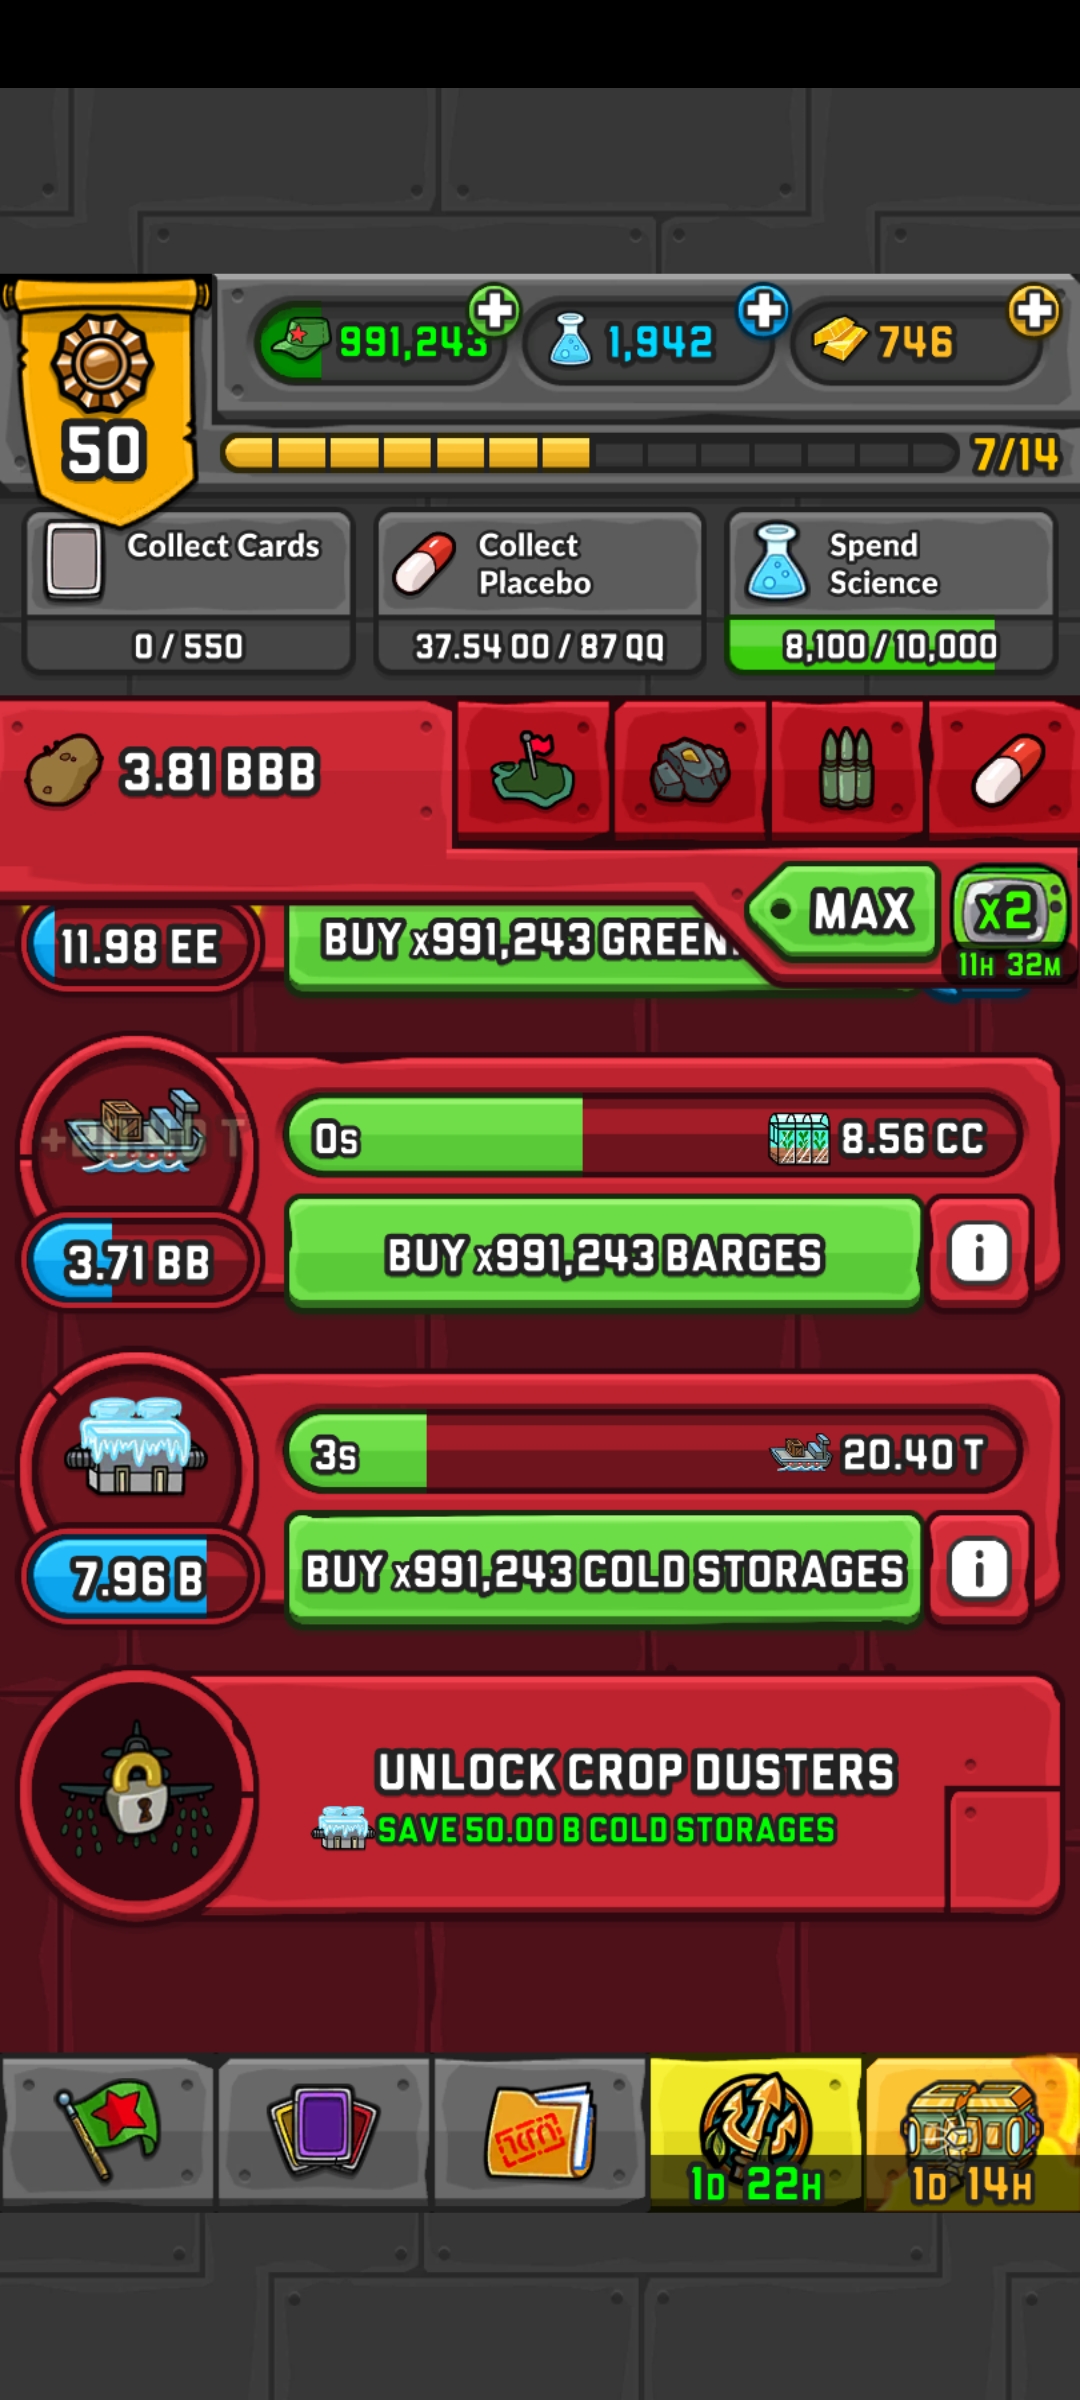 991,243
1,942
746
50
7/14
Collect Cards
0 / 550
Collect
Placebo
37.54 OO / 87 QQ
Spend
Science
8,100 / 10,000
3.81 BBB
MAX
x2
11H 32M
11.98 EE
BUY x991,243 GREEN
0s
8.56 CC
3.71 BB
BUY x991,243 BARGES
i
3s
20.40 T
7.96 B
BUY x991,243 COLD STORAGES
i
UNLOCK CROP DUSTERS
SAVE 50.00 B COLD STORAGES
1D 22H
1D 14H